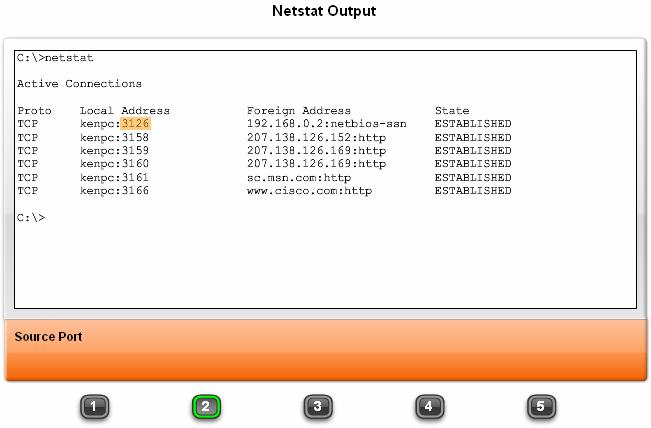 Netstat Output
C:\>netstat
Active Connections
Proto Local Address Foreign Address State
TCP kenpc:3126 192.168.0.2:netbios-ssn ESTABLISHED
TCP kenpc:3158 207.138.126.152:http ESTABLISHED
TCP kenpc:3159 207.138.126.169:http ESTABLISHED
TCP kenpc:3160 207.138.126.169:http ESTABLISHED
TCP kenpc:3161 sc.msn.com:http ESTABLISHED
TCP kenpc:3166 www.cisco.com:http ESTABLISHED
C:\>
Source Port
1 2 3 4 5